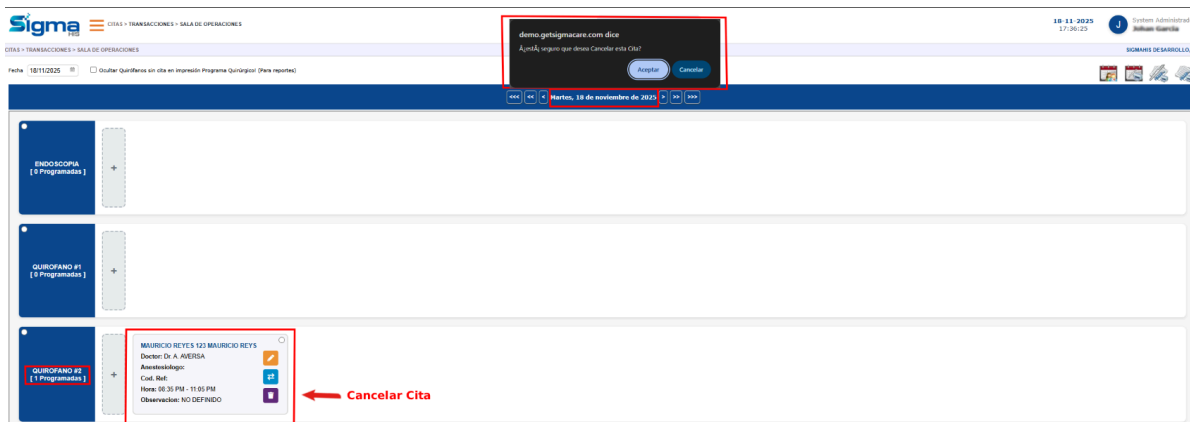 Sigma
HIS
CITAS > TRANSACCIONES > SALA DE OPERACIONES
demo.getsigmacare.com dice
Â¿estÃ¡ seguro que desea Cancelar esta Cita?
Aceptar
Cancelar
18-11-2025
17:36:25
J
System Administrad
CITAS > TRANSACCIONES > SALA DE OPERACIONES
SIGMAHIS DESARROLLO.
Fecha
18/11/2025
Ocultar Quirófanos sin cita en impresión Programa Quirúrgico! (Para reportes)
<<< << < Martes, 18 de noviembre de 2025 > >> >>>
ENDOSCOPIA
[ 0 Programadas ]
+
QUIROFANO #1
[ 0 Programadas ]
+
QUIROFANO #2
[ 1 Programadas ]
+
MAURICIO REYES 123 MAURICIO REYS
Doctor: Dr. A. AVERSA
Anestesiologo:
Cod. Ref:
Hora: 08:35 PM - 11:05 PM
Observacion: NO DEFINIDO
Cancelar Cita